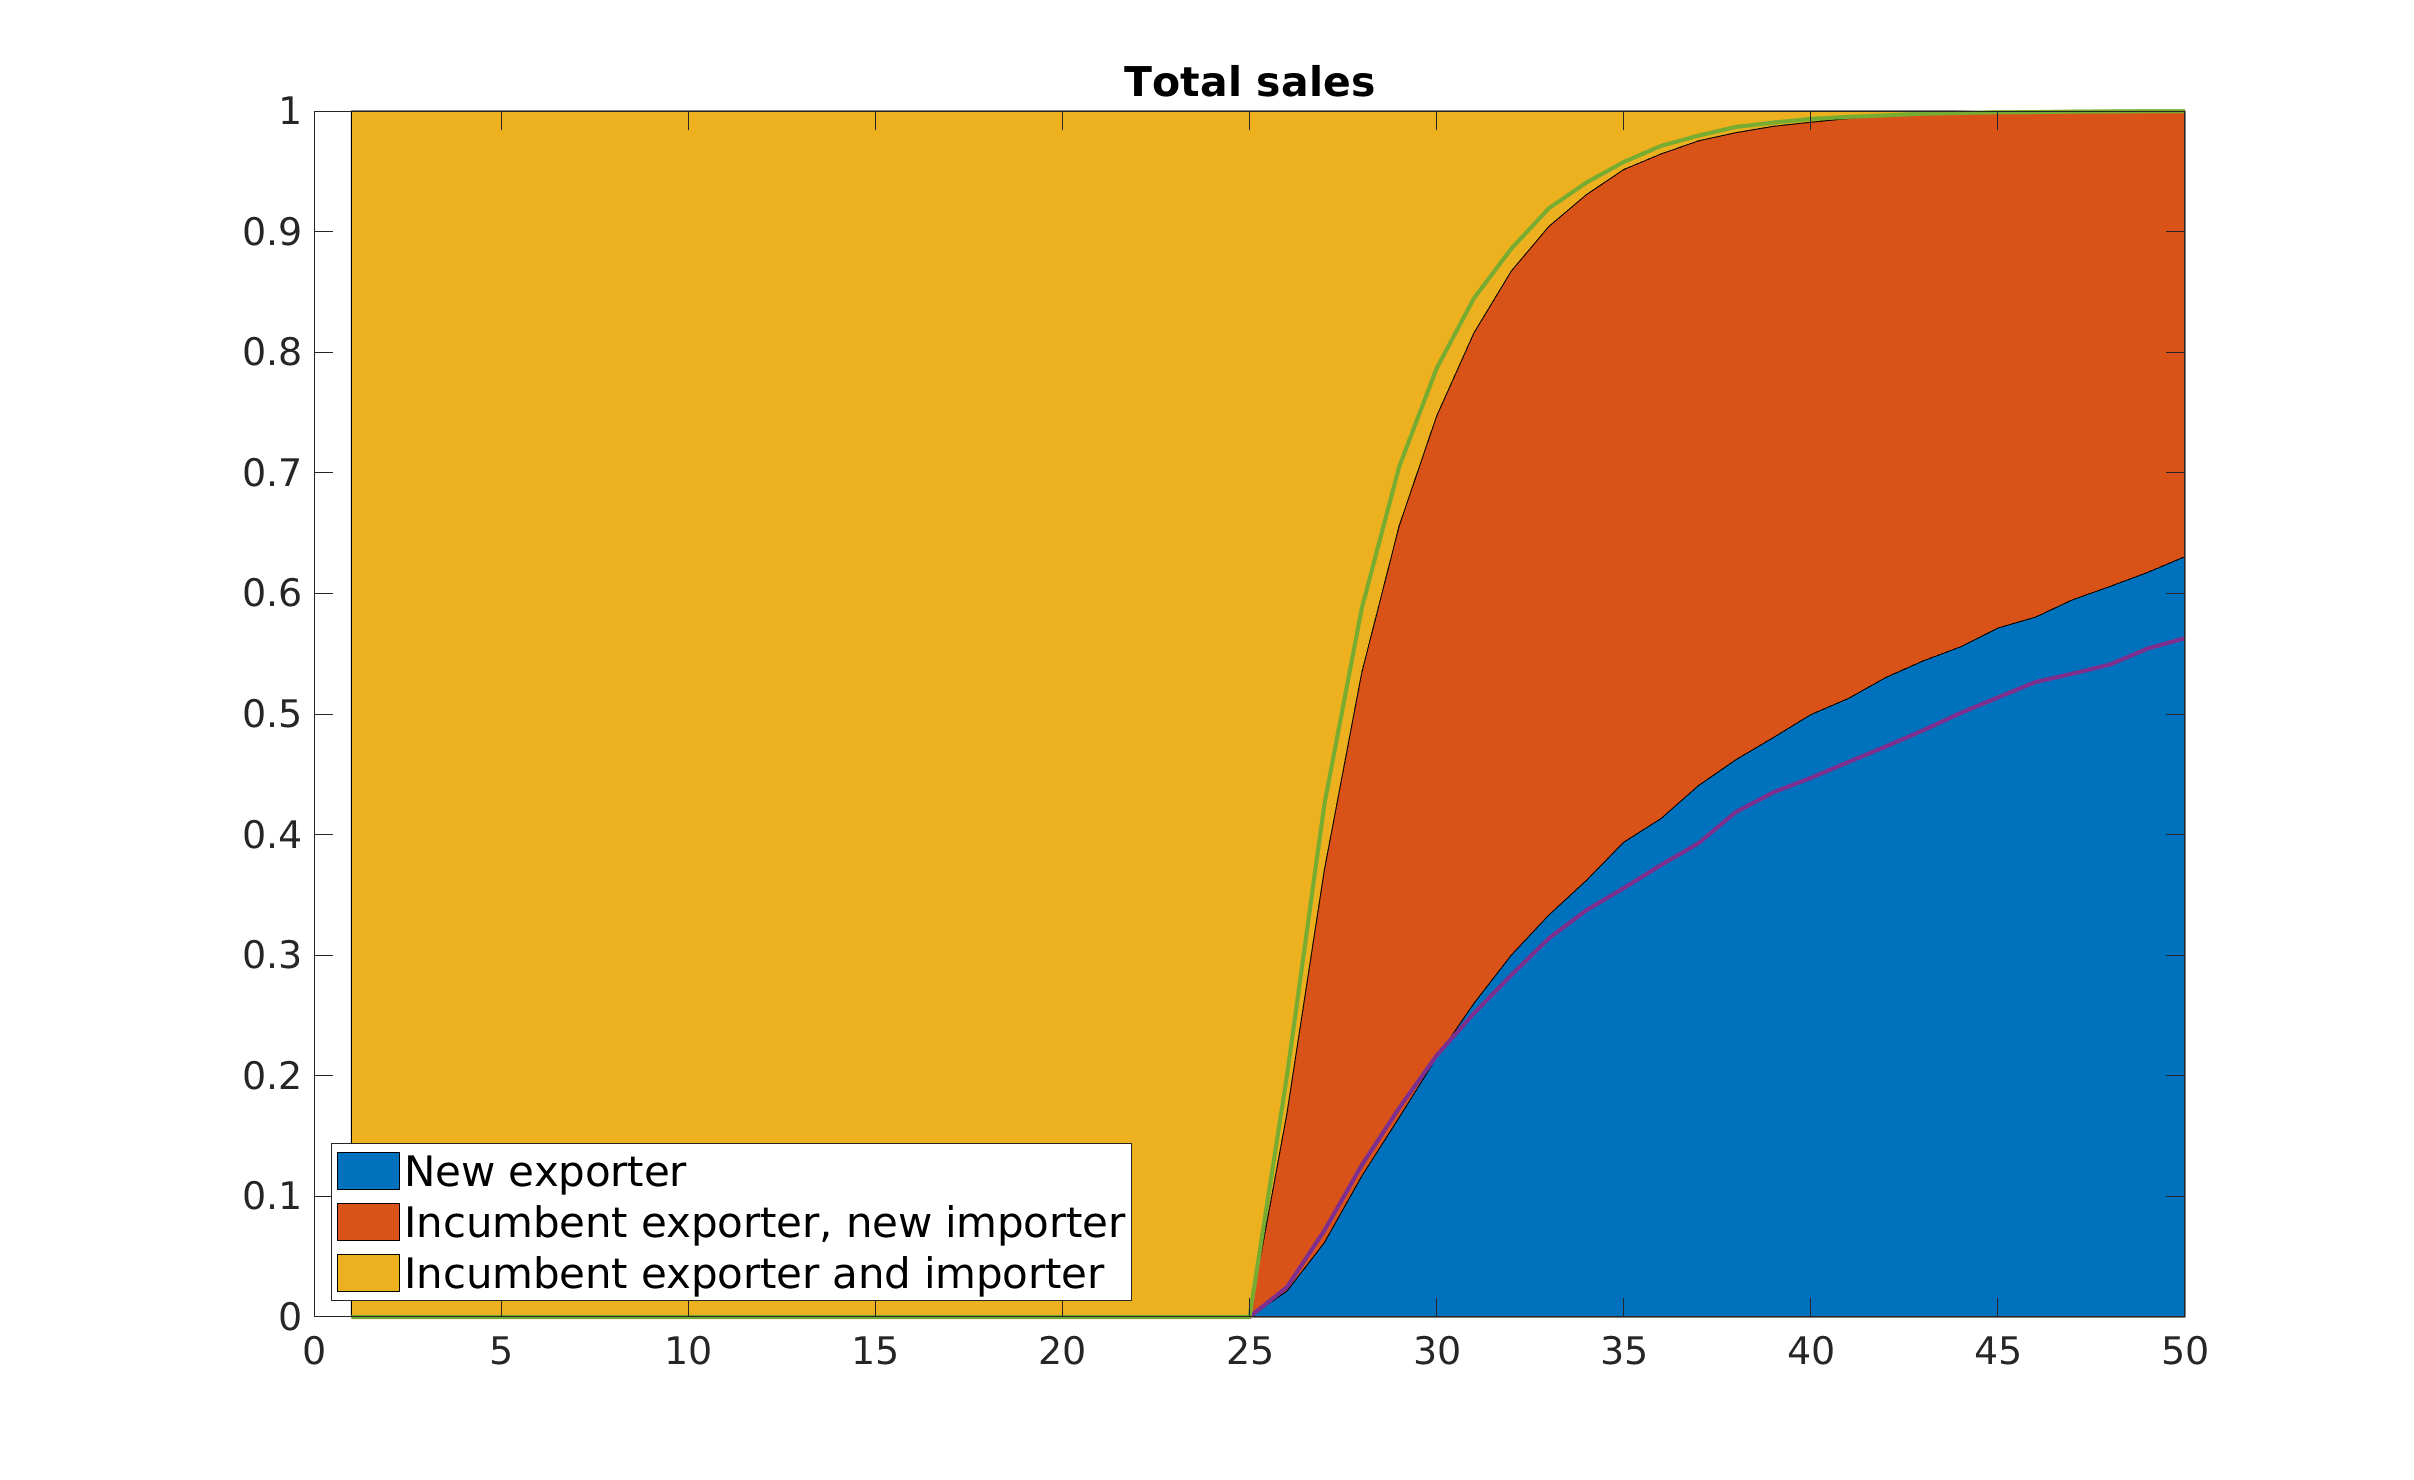 Total sales
1
0.9
0.8
0.7
0.6
0.5
0.4
0.3
0.2
0.1
0
New exporter
Incumbent exporter, new importer
Incumbent exporter and importer
0 5 10 15 20 25 30 35 40 45 50